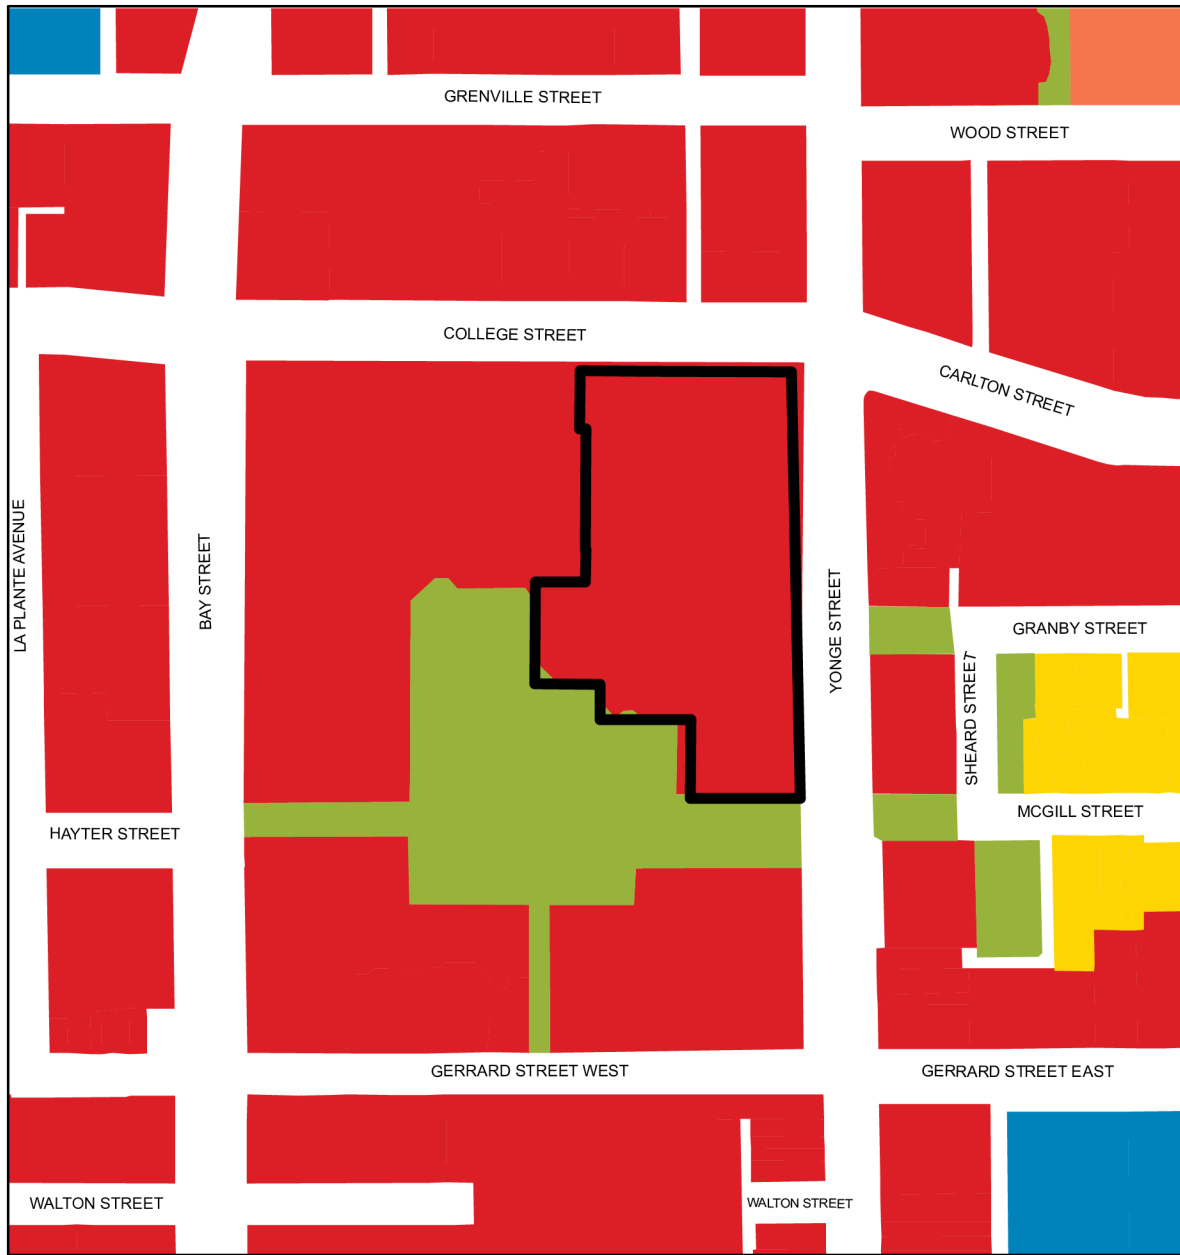 GRENVILLE STREET
WOOD STREET
COLLEGE STREET
CARLTON STREET
LA PLANTE AVENUE
BAY STREET
YONGE STREET
GRANBY STREET
SHEARD STREET
MCGILL STREET
HAYTER STREET
GERRARD STREET WEST
GERRARD STREET EAST
WALTON STREET
WALTON STREET